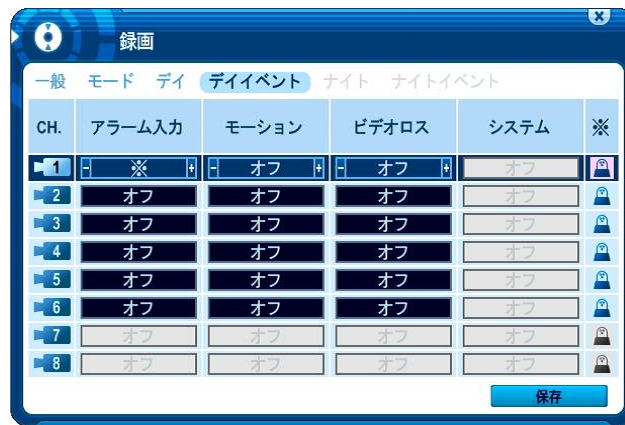 録画
一般 モード デイ デイイベント ナイト ナイトイベント
CH. アラーム入力 モーション ビデオロス システム ※
1 - ※ + - オフ + - オフ + オフ
2 オフ オフ オフ オフ
3 オフ オフ オフ オフ
4 オフ オフ オフ オフ
5 オフ オフ オフ オフ
6 オフ オフ オフ オフ
7 オフ オフ オフ オフ
8 オフ オフ オフ オフ
保存